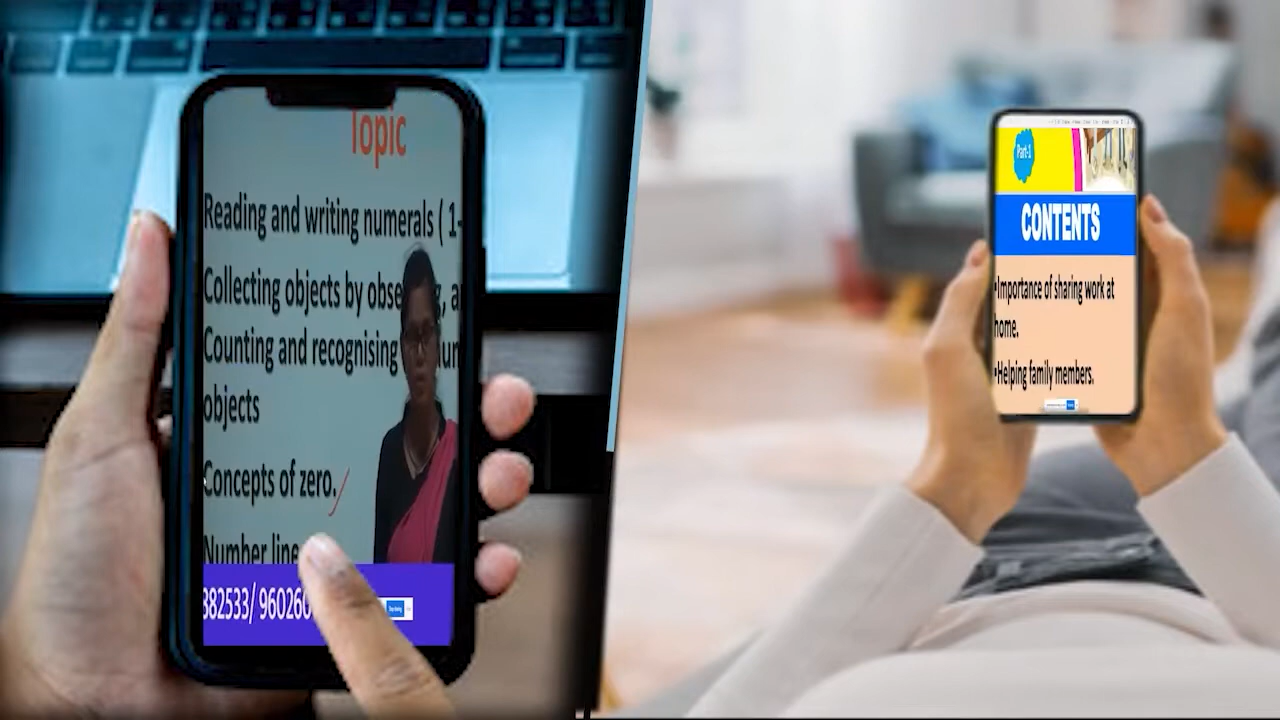 Topic
Reading and writing numerals ( 1-
Collecting objects by obse
Counting and recognising
objects
Concepts of zero.
Number line
382533/ 96026
Part-1
CONTENTS
•Importance of sharing work at
home.
•Helping family members.